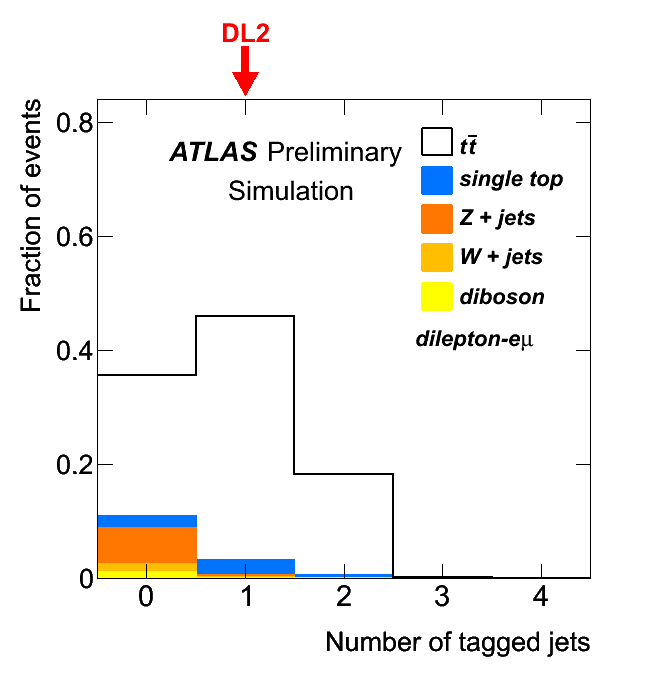 DL2
Fraction of events
0.8
0.6
0.4
0.2
0
ATLAS Preliminary
Simulation
tt̅
single top
Z + jets
W + jets
diboson
dilepton-eμ
0 1 2 3 4
Number of tagged jets